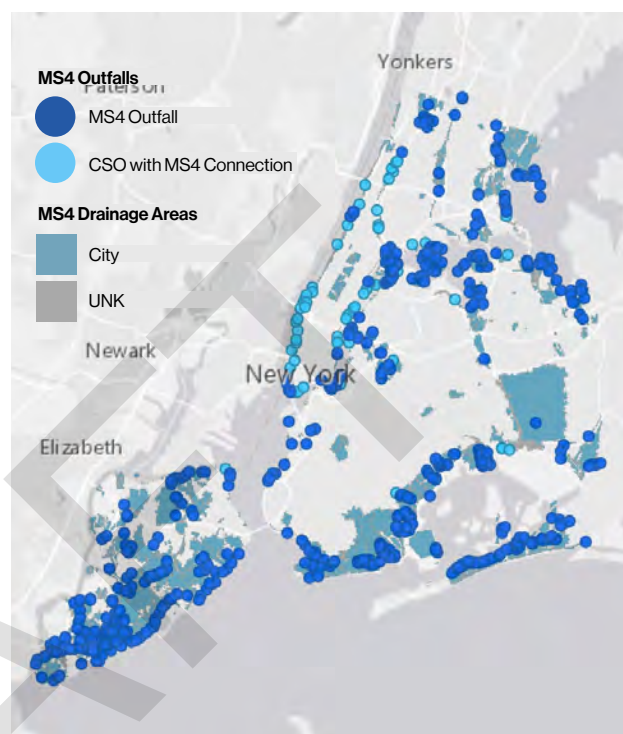 Yonkers
MS4 Outfalls
Paterson
MS4 Outfall
CSO with MS4 Connection
MS4 Drainage Areas
City
UNK
Newark
New York
Elizabeth